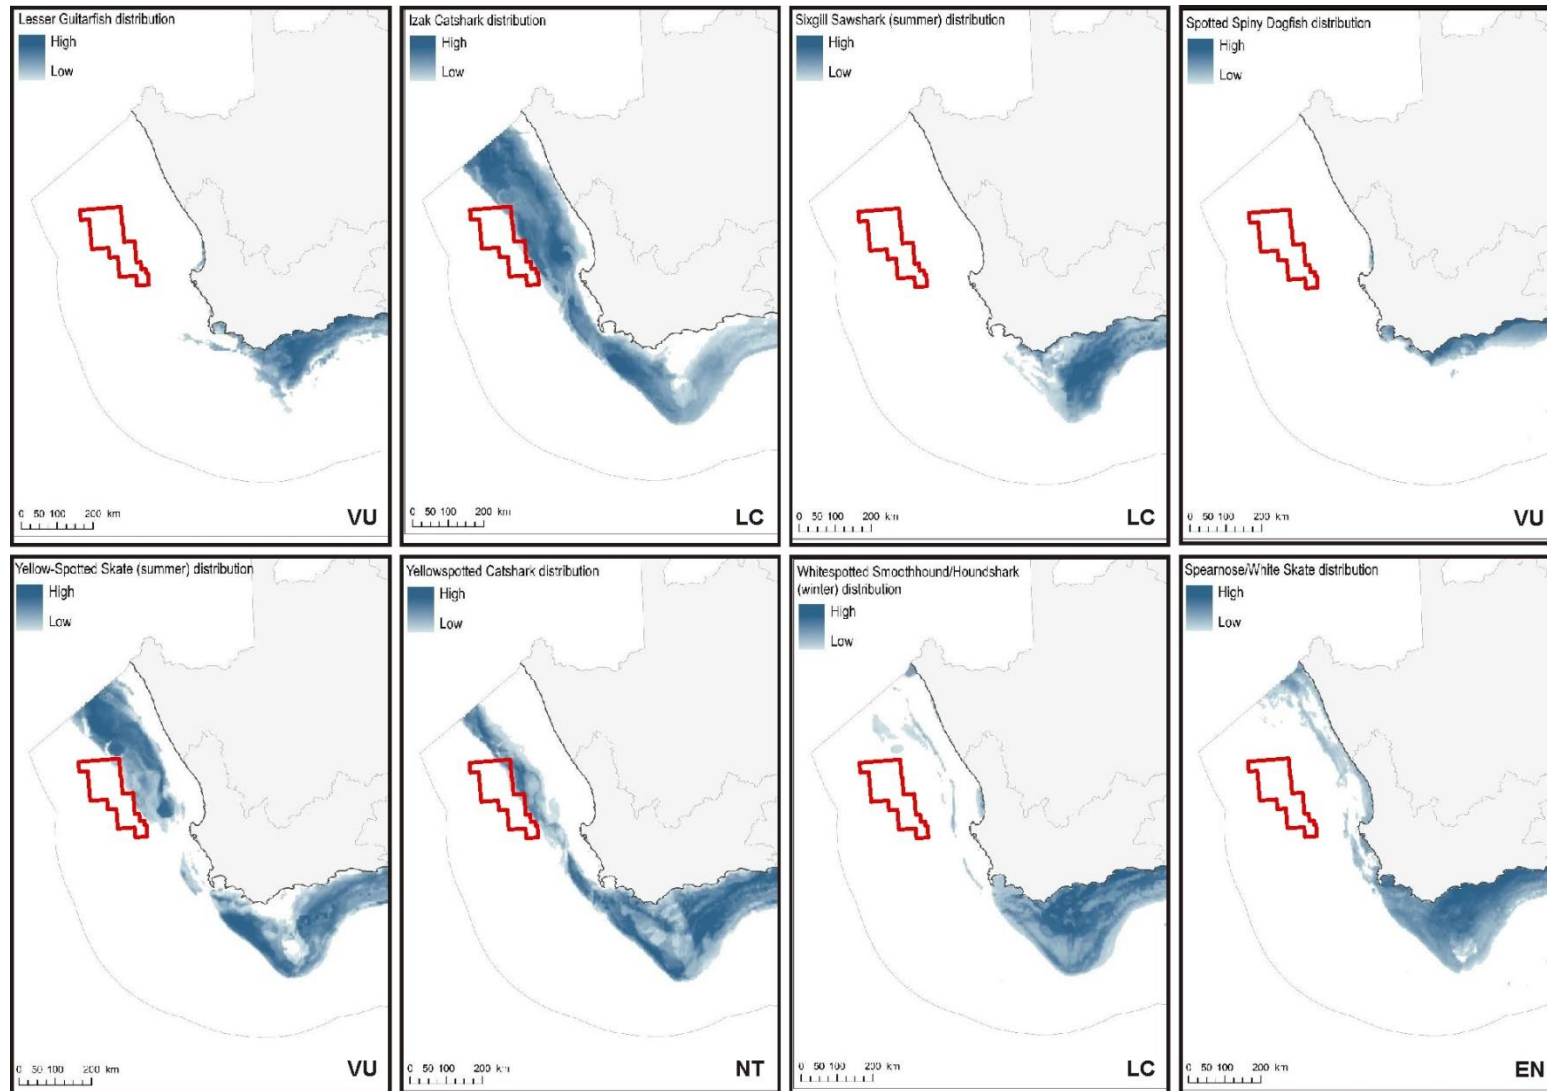 Lesser Guitarfish distribution
High
Low
0 50 100 200 km
VU
Izak Catshark distribution
High
Low
0 50 100 200 km
LC
Sixgill Sawshark (summer) distribution
High
Low
0 50 100 200 km
LC
Spotted Spiny Dogfish distribution
High
Low
0 50 100 200 km
VU
Yellow-Spotted Skate (summer) distribution
High
Low
0 50 100 200 km
VU
Yellowspotted Catshark distribution
High
Low
0 50 100 200 km
NT
Whitespotted Smoothhound/Houndshark
(winter) distribution
High
Low
0 50 100 200 km
LC
Spearnose/White Skate distribution
High
Low
0 50 100 200 km
EN